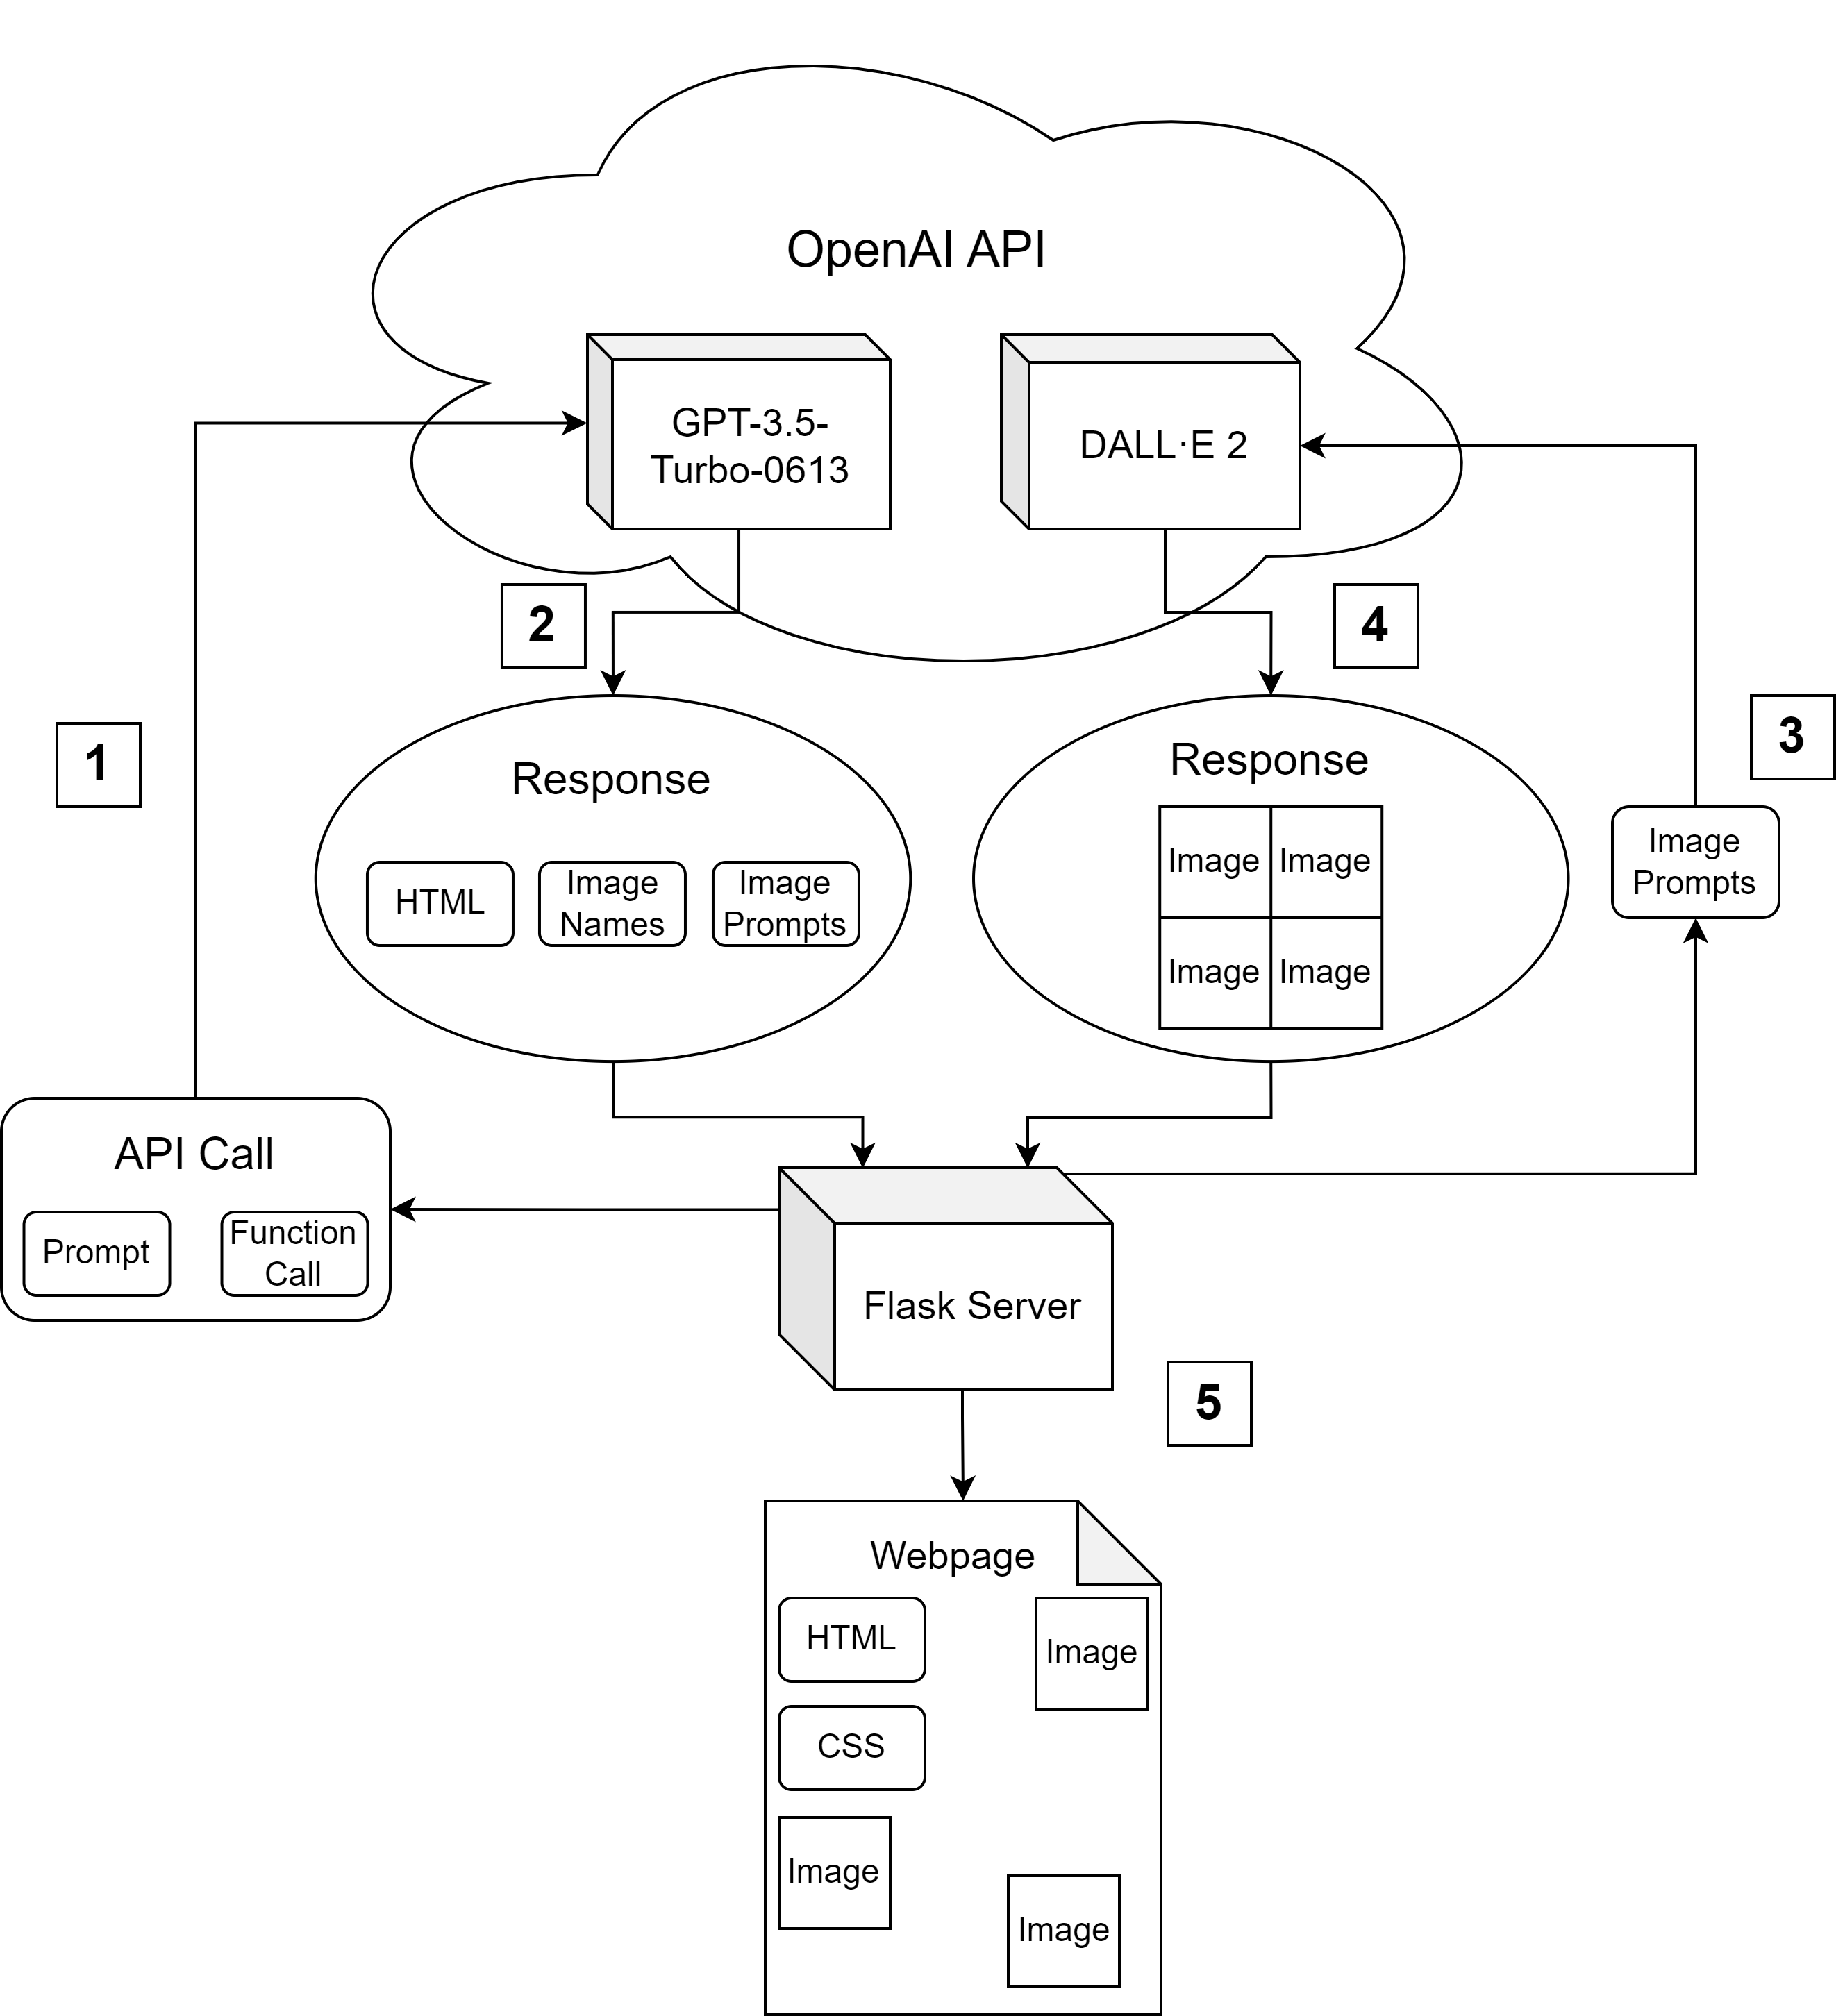 OpenAI API
GPT-3.5-
Turbo-0613
DALL·E 2
2
4
1
3
Response
HTML
Image
Names
Image
Prompts
Response
Image
Image
Image
Image
Image
Prompts
API Call
Prompt
Function
Call
Flask Server
5
Webpage
HTML
Image
CSS
Image
Image